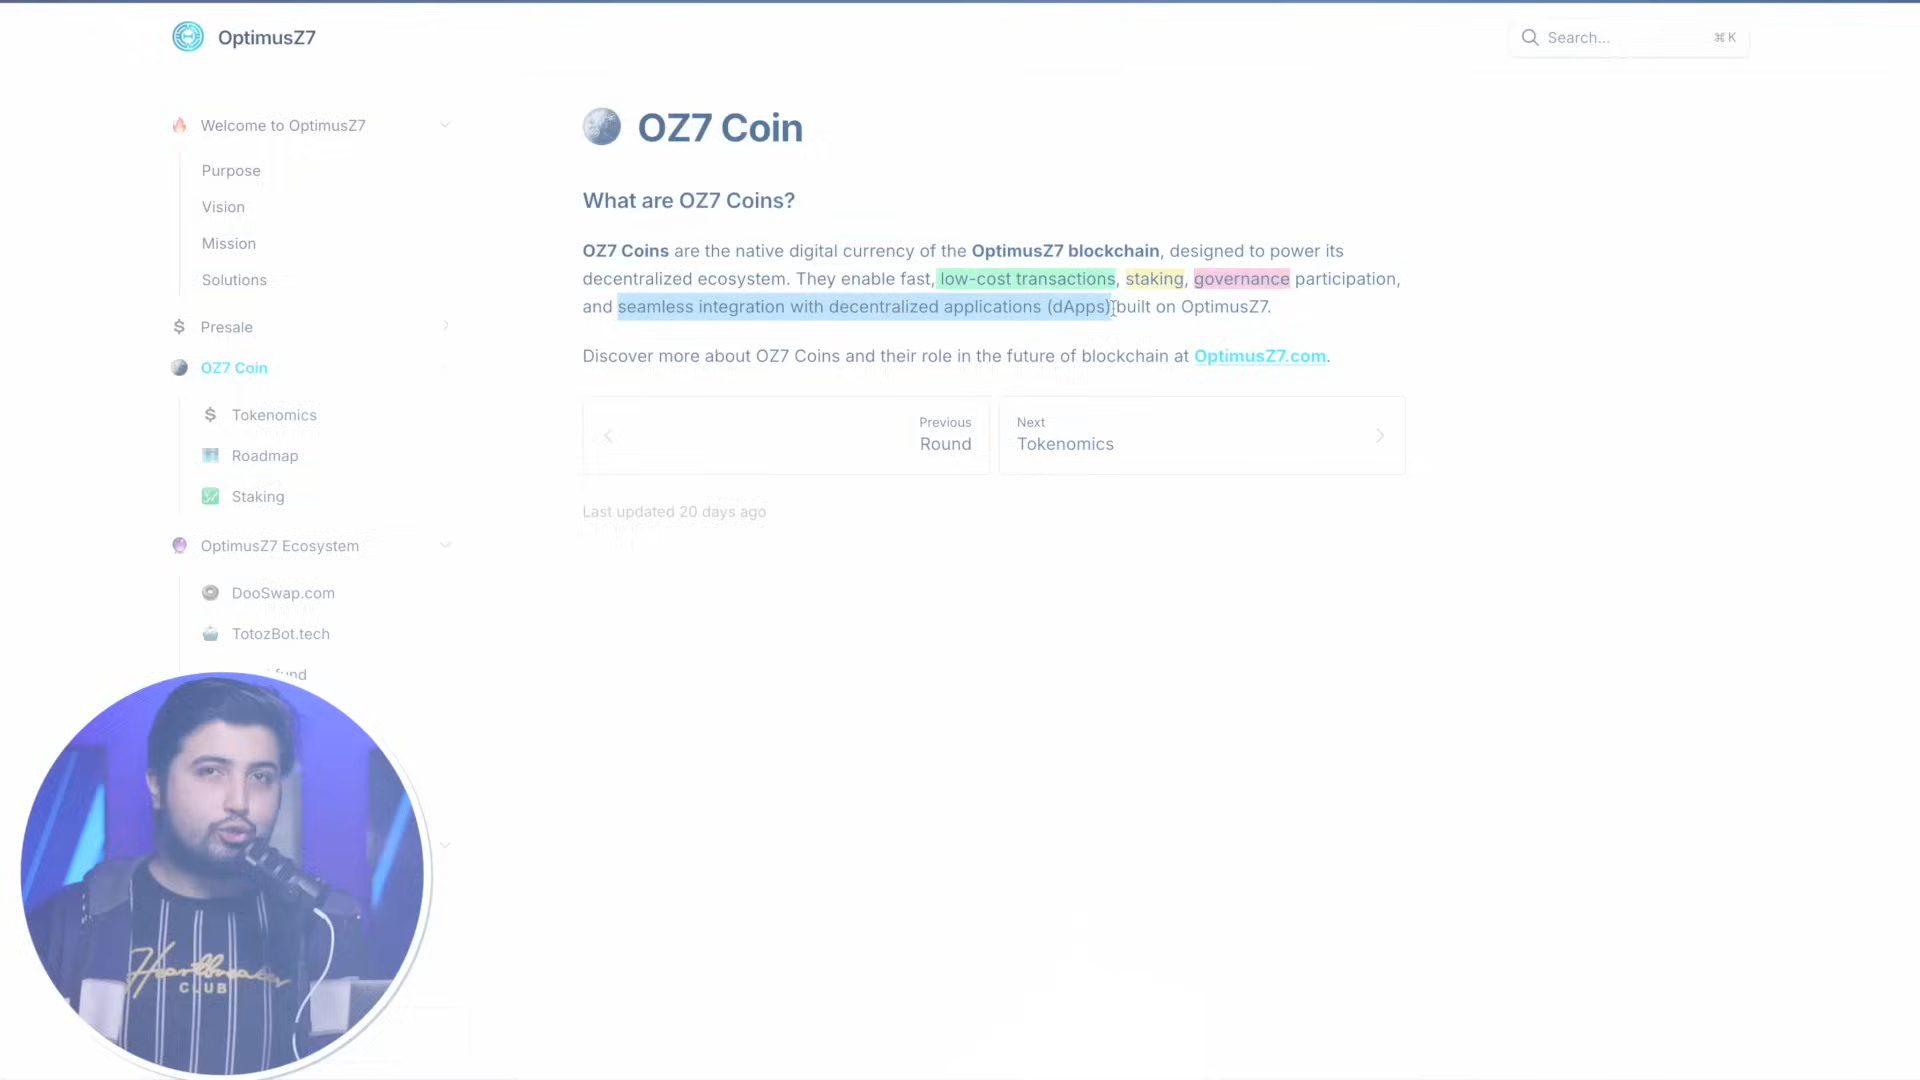 OptimusZ7
Search...
⌘ K
Welcome to OptimusZ7
Purpose
Vision
Mission
Solutions
Presale
OZ7 Coin
Tokenomics
Roadmap
Staking
OptimusZ7 Ecosystem
DooSwap.com
TotozBot.tech
fund
OZ7 Coin
What are OZ7 Coins?
OZ7 Coins are the native digital currency of the OptimusZ7 blockchain, designed to power its
decentralized ecosystem. They enable fast, low-cost transactions, staking, governance participation,
and seamless integration with decentralized applications (dApps) built on OptimusZ7.
Discover more about OZ7 Coins and their role in the future of blockchain at OptimusZ7.com.
Previous
Round
Next
Tokenomics
Last updated 20 days ago
Heartbreaker
CLUB